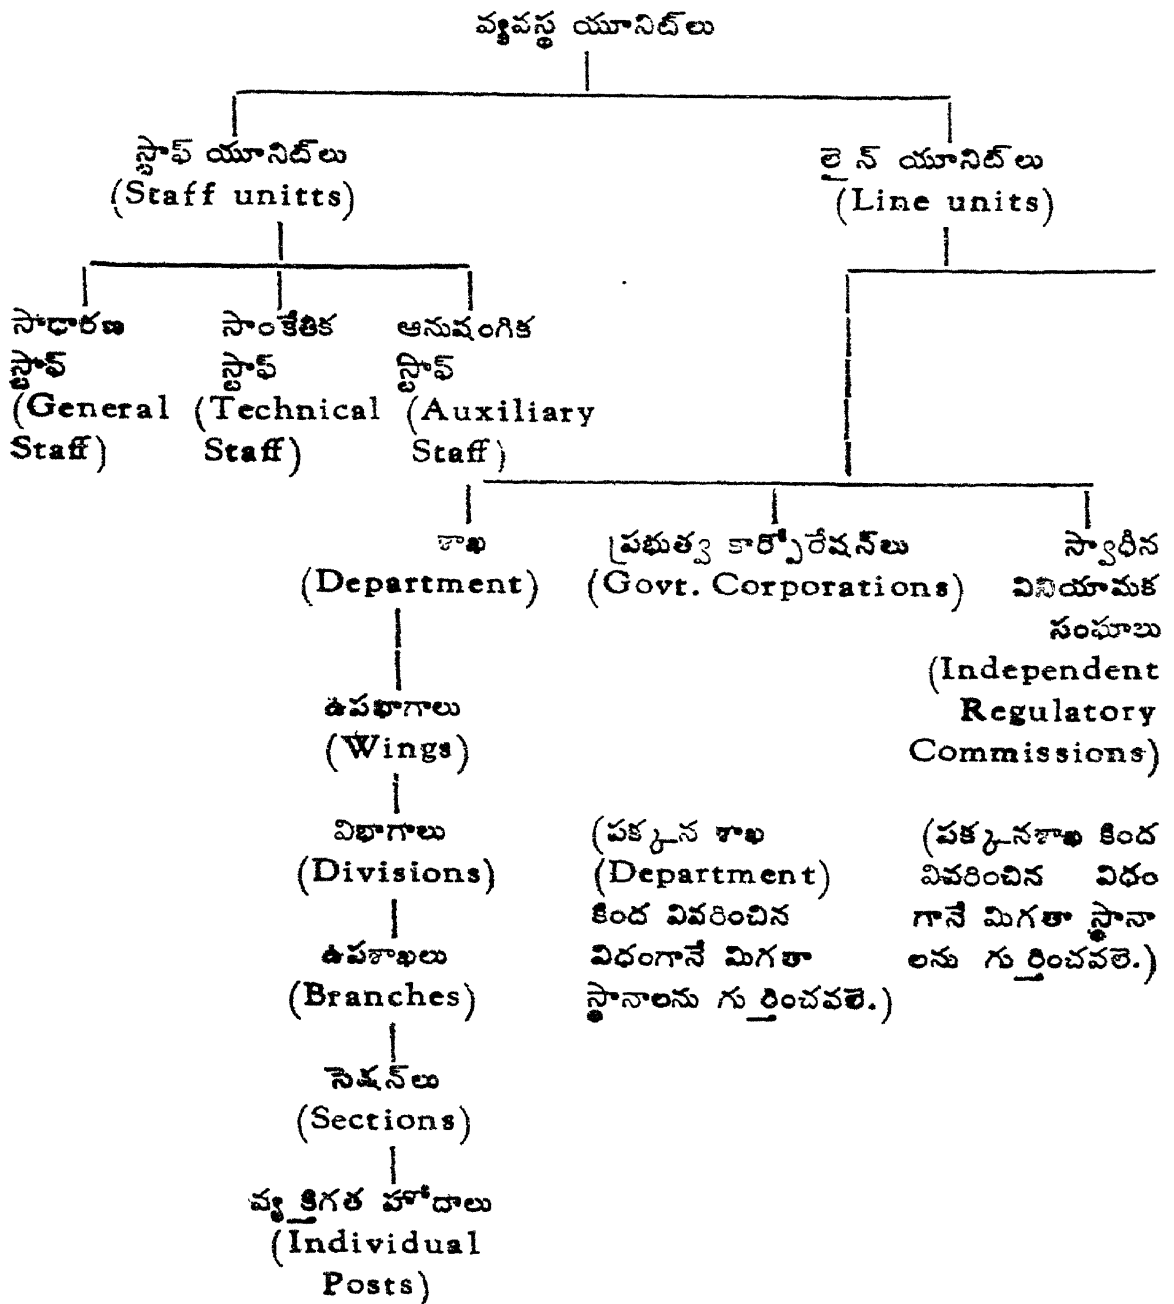 వ్యవస్థ యూనిట్‌లు
స్టాఫ్ యూనిట్‌లు
(Staff unitts)
లైన్ యూనిట్‌లు
(Line units)
సాధారణ
స్టాఫ్
(General
Staff)
సాంకేతిక
స్టాఫ్
(Technical
Staff)
ఆనుషంగిక
స్టాఫ్
(Auxiliary
Staff)
శాఖ
(Department)
ప్రభుత్వ కార్పోరేషన్‌లు
(Govt. Corporations)
స్వాధీన
వినియామక
సంఘాలు
(Independent
Regulatory
Commissions)
ఉపభాగాలు
(Wings)
విభాగాలు
(Divisions)
ఉపశాఖలు
(Branches)
సెక్షన్‌లు
(Sections)
వ్యక్తిగత హోదాలు
(Individual
Posts)
(పక్కన శాఖ
(Department)
కింద వివరించిన
విధంగానే మిగతా
స్థానాలను గుర్తించవలె.)
(పక్కనశాఖ కింద
వివరించిన విధం
గానే మిగతా స్థానా
లను గుర్తించవలె.)